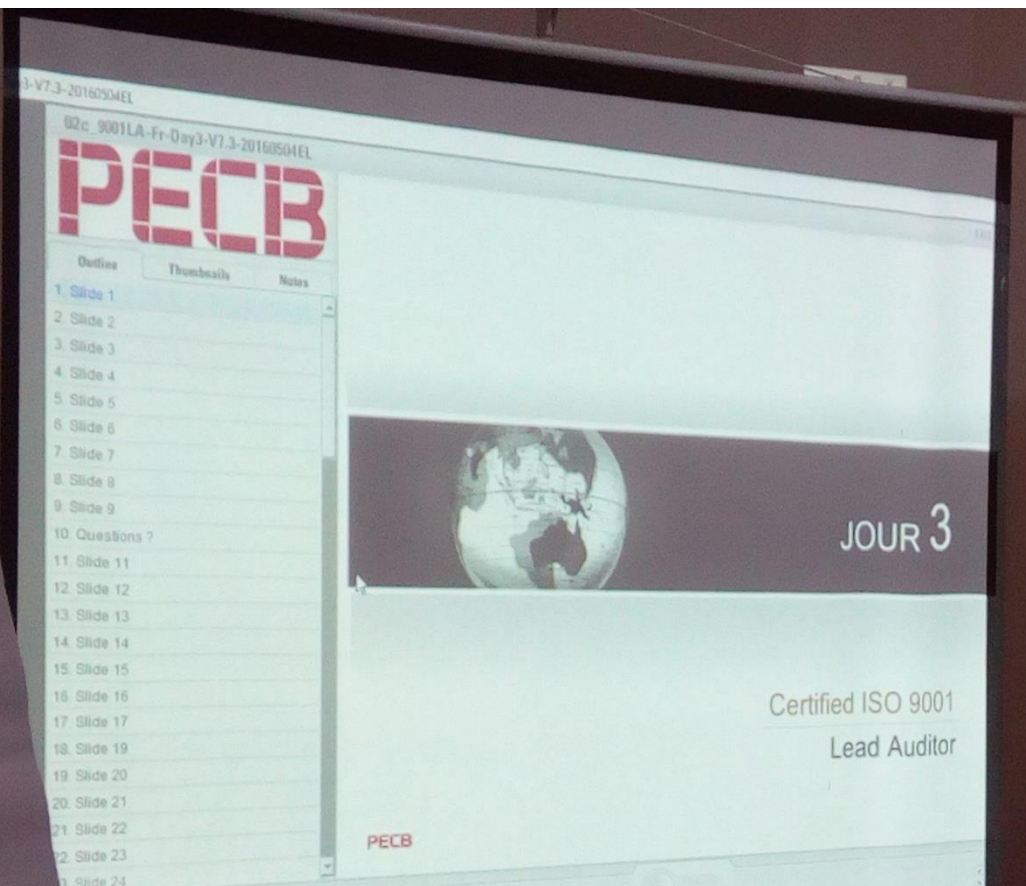 3-V7.3-20160504EL
02c_9001LA-Fr-Day3-V7.3-20160504EL
PECB
Outline Thumbnails Notes
1. Slide 1
2. Slide 2
3. Slide 3
4. Slide 4
5. Slide 5
6. Slide 6
7. Slide 7
8. Slide 8
9. Slide 9
10. Questions ?
11. Slide 11
12. Slide 12
13. Slide 13
14. Slide 14
15. Slide 15
16. Slide 16
17. Slide 17
18. Slide 19
19. Slide 20
20. Slide 21
21. Slide 22
22. Slide 23
Slide 24
JOUR 3
Certified ISO 9001
Lead Auditor
PECB